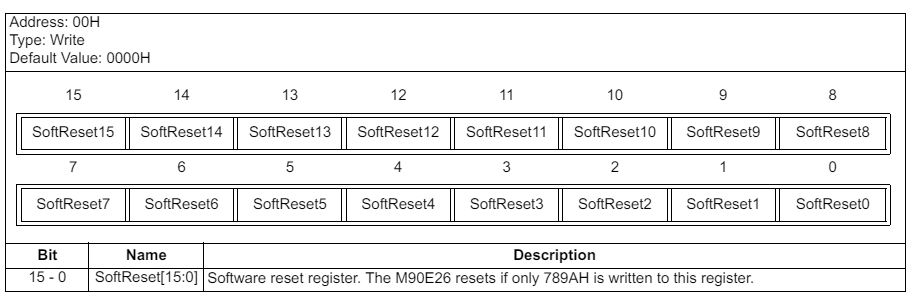 Address: 00H
Type: Write
Default Value: 0000H
15 14 13 12 11 10 9 8
SoftReset15 SoftReset14 SoftReset13 SoftReset12 SoftReset11 SoftReset10 SoftReset9 SoftReset8
7 6 5 4 3 2 1 0
SoftReset7 SoftReset6 SoftReset5 SoftReset4 SoftReset3 SoftReset2 SoftReset1 SoftReset0
Bit Name Description
15 - 0 SoftReset[15:0] Software reset register. The M90E26 resets if only 789AH is written to this register.